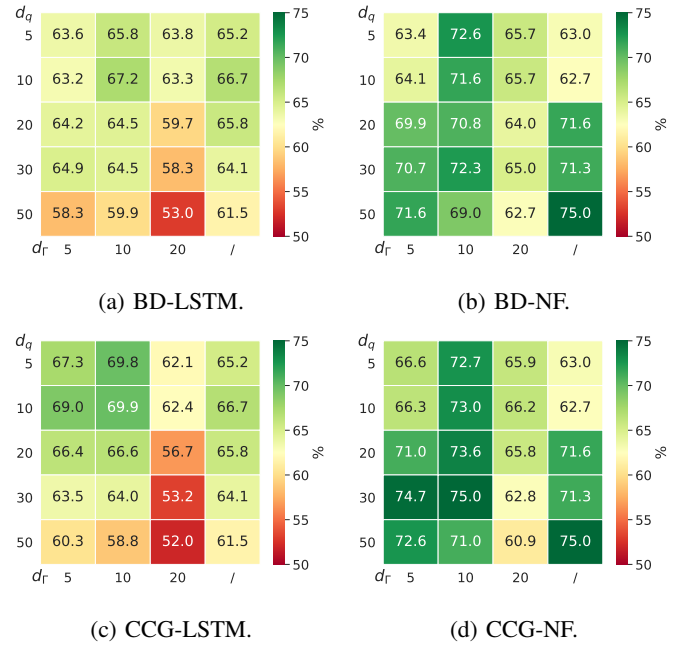 d_q
5 63.6 65.8 63.8 65.2 75
10 63.2 67.2 63.3 66.7 70
20 64.2 64.5 59.7 65.8 65 %
30 64.9 64.5 58.3 64.1 60
50 58.3 59.9 53.0 61.5 55
d_Γ 5 10 20 / 50
(a) BD-LSTM.
d_q
5 63.4 72.6 65.7 63.0 75
10 64.1 71.6 65.7 62.7 70
20 69.9 70.8 64.0 71.6 65 %
30 70.7 72.3 65.0 71.3 60
50 71.6 69.0 62.7 75.0 55
d_Γ 5 10 20 / 50
(b) BD-NF.
d_q
5 67.3 69.8 62.1 65.2 75
10 69.0 69.9 62.4 66.7 70
20 66.4 66.6 56.7 65.8 65 %
30 63.5 64.0 53.2 64.1 60
50 60.3 58.8 52.0 61.5 55
d_Γ 5 10 20 / 50
(c) CCG-LSTM.
d_q
5 66.6 72.7 65.9 63.0 75
10 66.3 73.0 66.2 62.7 70
20 71.0 73.6 65.8 71.6 65 %
30 74.7 75.0 62.8 71.3 60
50 72.6 71.0 60.9 75.0 55
d_Γ 5 10 20 / 50
(d) CCG-NF.